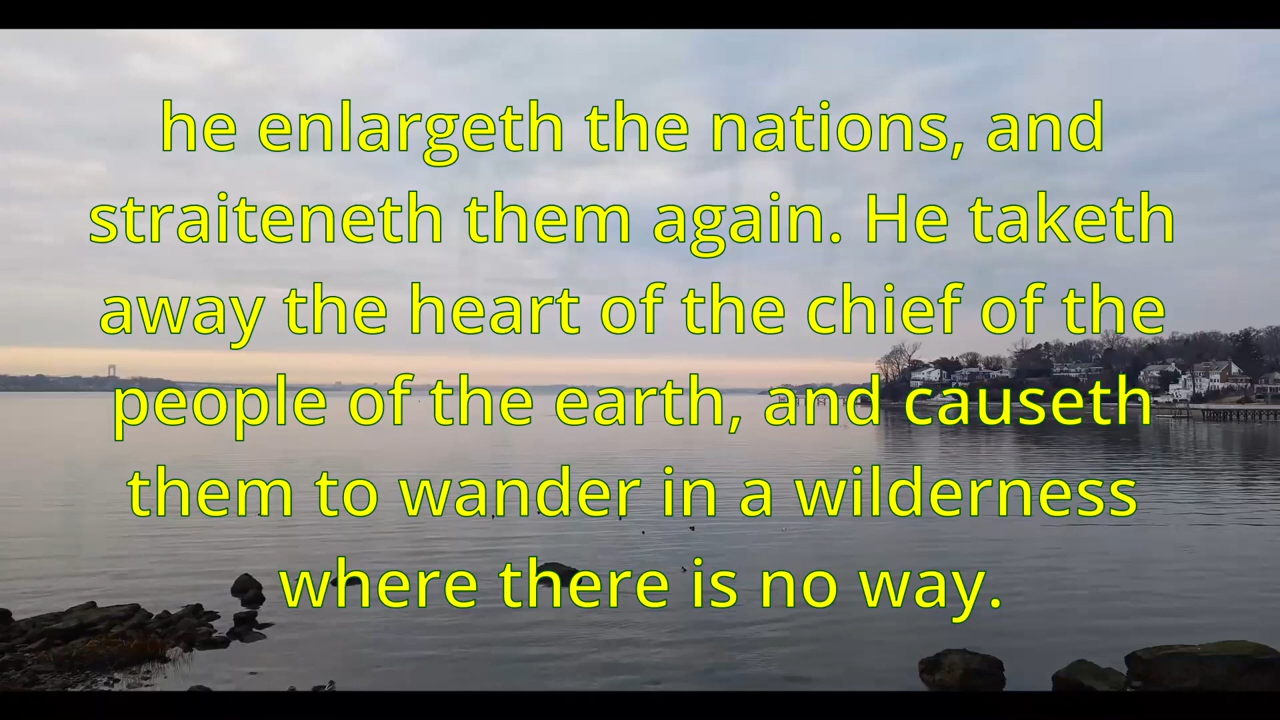 he enlargeth the nations, and
straiteneth them again. He taketh
away the heart of the chief of the
people of the earth, and causeth
them to wander in a wilderness
where there is no way.